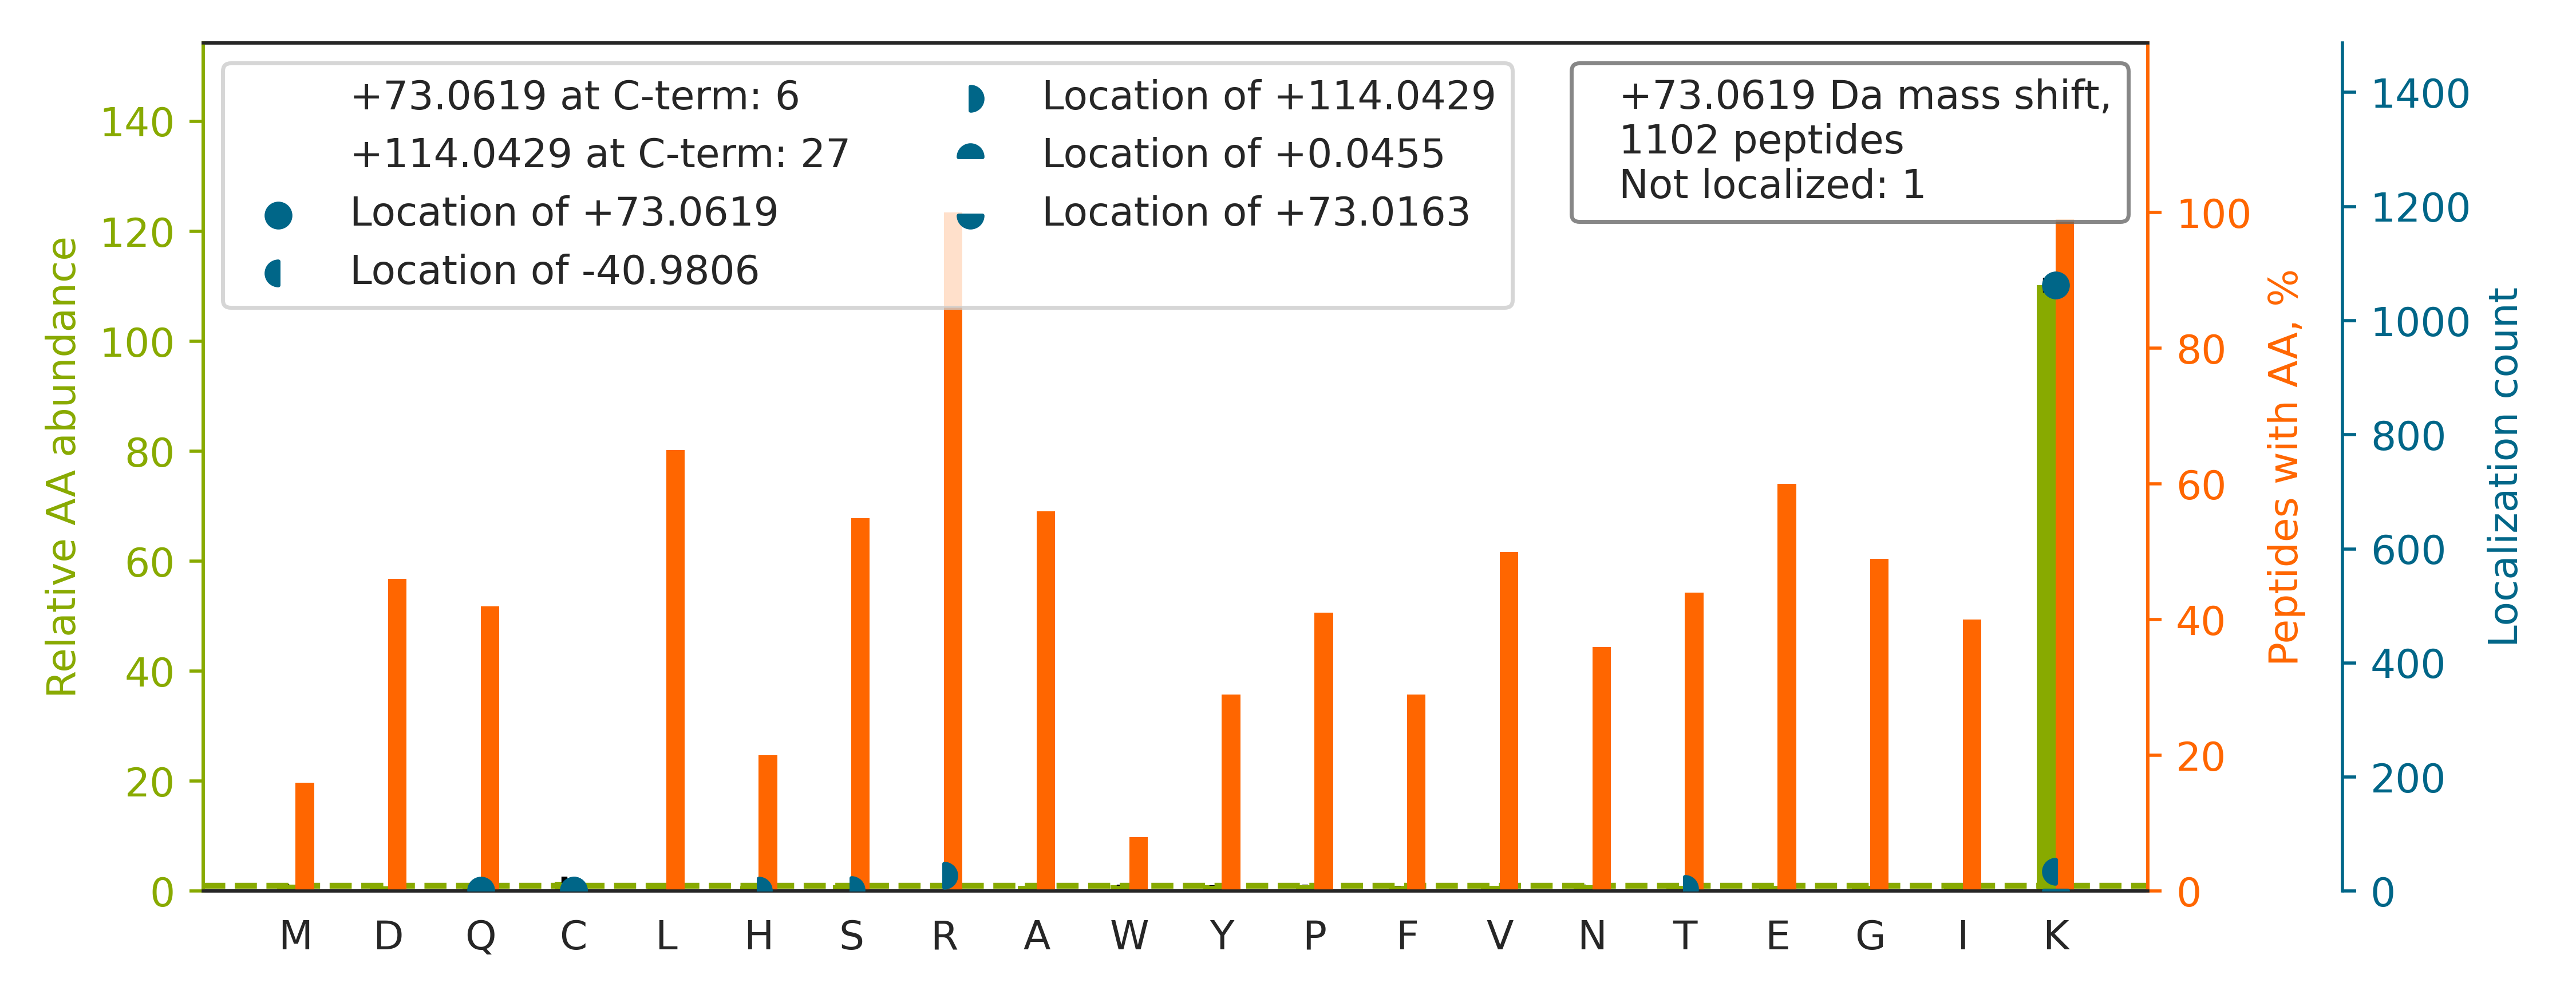 +73.0619 at C-term: 6
+114.0429 at C-term: 27
Location of +73.0619
Location of -40.9806
Location of +114.0429
Location of +0.0455
Location of +73.0163
+73.0619 Da mass shift,
1102 peptides
Not localized: 1
Relative AA abundance
140
120
100
80
60
40
20
0
M D Q C L H S R A W Y P F V N T E G I K
100
80
60
40
20
0
Peptides with AA, %
1400
1200
1000
800
600
400
200
0
Localization count